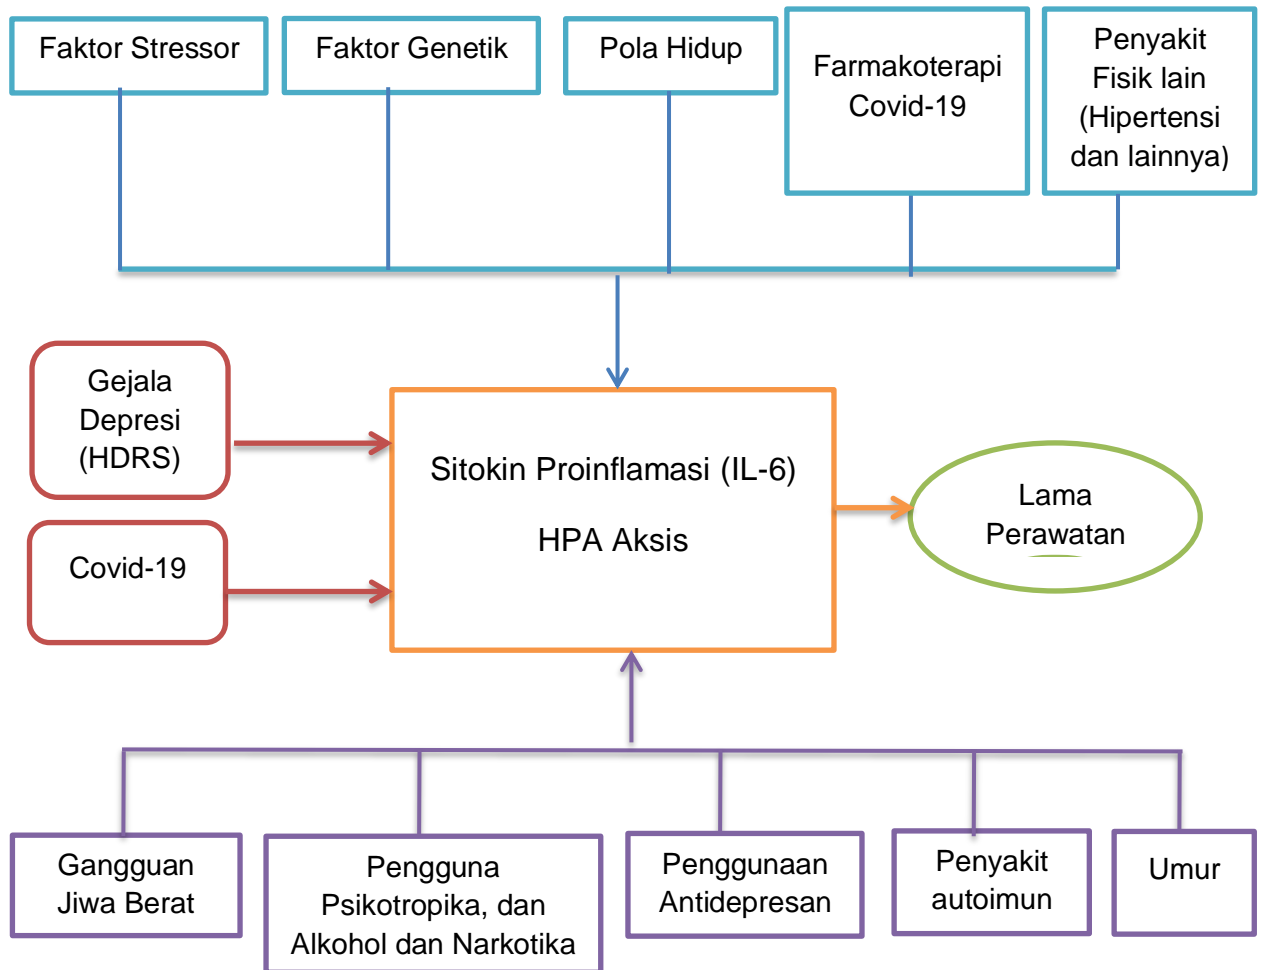 Faktor Stressor
Faktor Genetik
Pola Hidup
Farmakoterapi
Covid-19
Penyakit
Fisik lain
(Hipertensi
dan lainnya)
Gejala
Depresi
(HDRS)
Covid-19
Sitokin Proinflamasi (IL-6)
HPA Aksis
Lama
Perawatan
Gangguan
Jiwa Berat
Pengguna
Psikotropika, dan
Alkohol dan Narkotika
Penggunaan
Antidepresan
Penyakit
autoimun
Umur